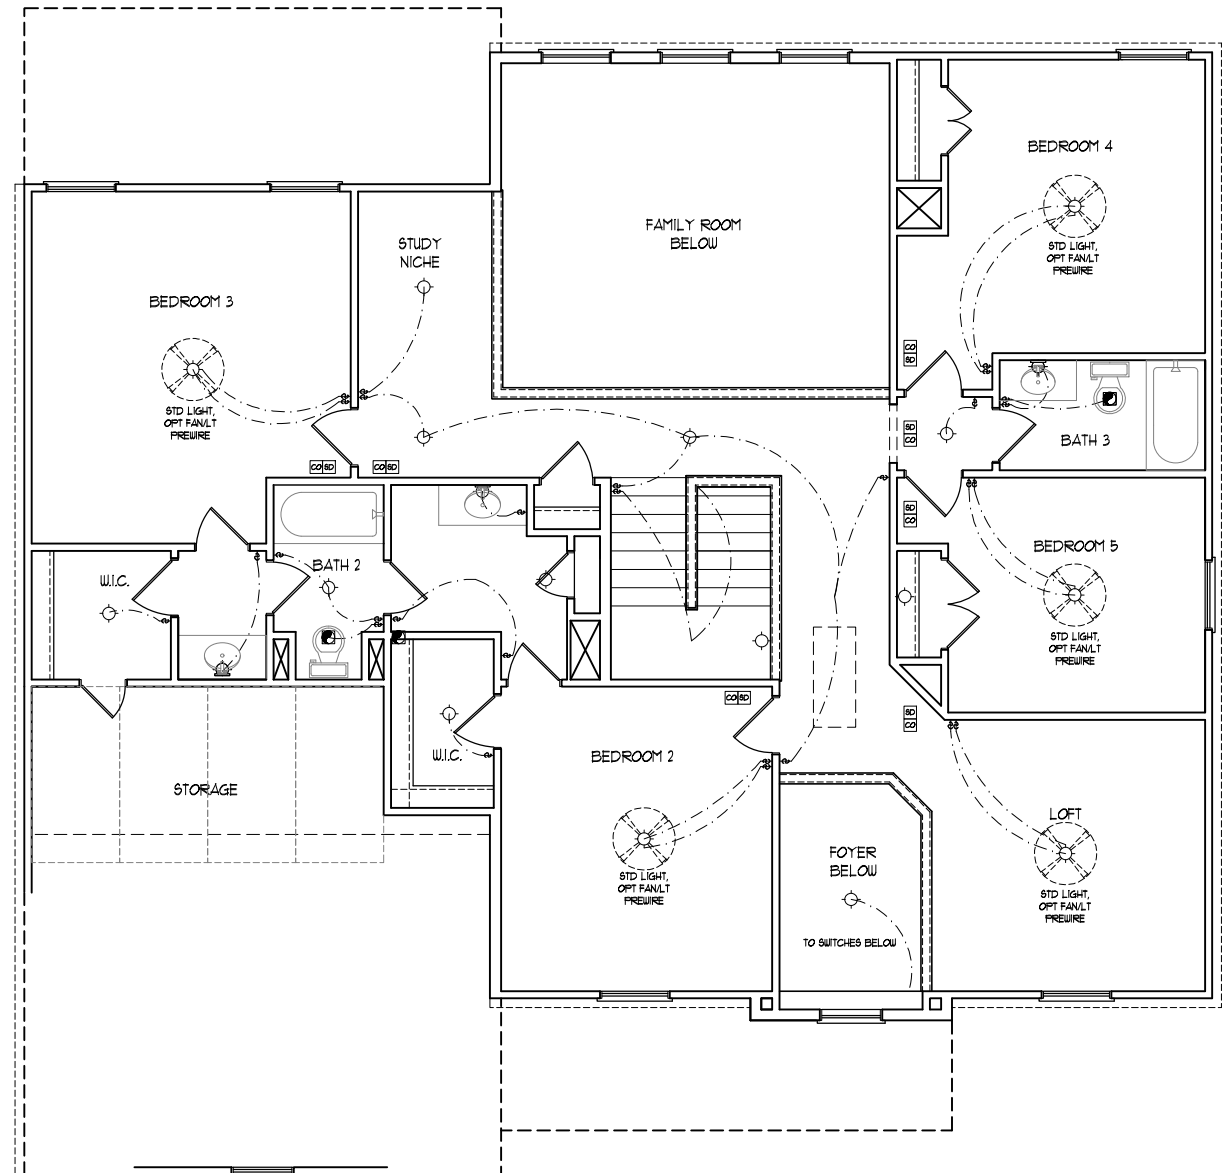 BEDROOM 4
FAMILY ROOM
BELOW
STUDY
NICHE
STD LIGHT,
OPT FAN/LT
PREWIRE
BEDROOM 3
CO
SD
STD LIGHT,
OPT FAN/LT
PREWIRE
SD
CO
BATH 3
CO SD
CO SD
SD
CO
BEDROOM 5
BATH 2
W.I.C.
STD LIGHT,
OPT FAN/LT
PREWIRE
CO SD
SD
CO
W.I.C.
BEDROOM 2
STORAGE
LOFT
FOYER
BELOW
STD LIGHT,
OPT FAN/LT
PREWIRE
STD LIGHT,
OPT FAN/LT
PREWIRE
TO SWITCHES BELOW